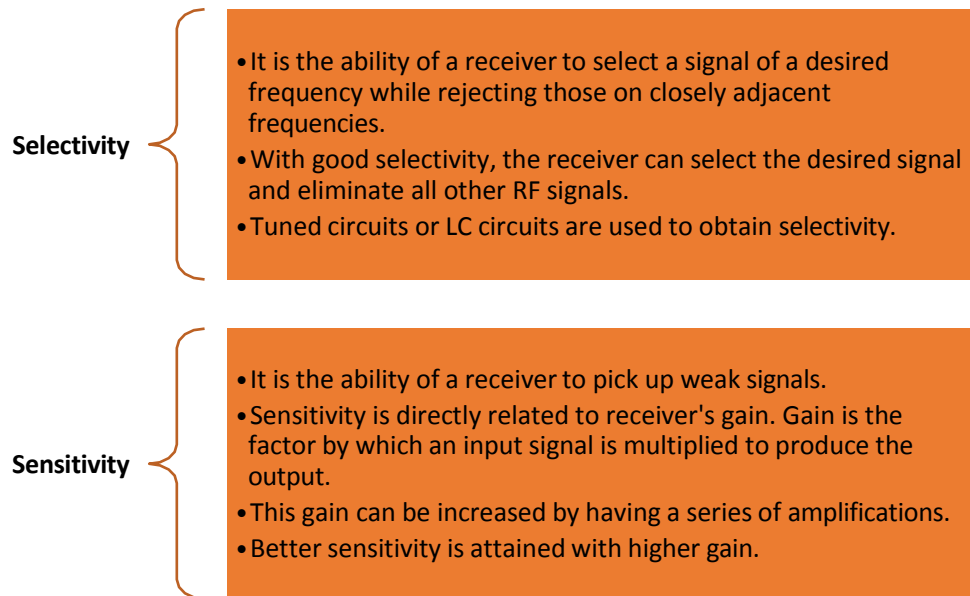 Selectivity
•It is the ability of a receiver to select a signal of a desired
frequency while rejecting those on closely adjacent
frequencies.
•With good selectivity, the receiver can select the desired signal
and eliminate all other RF signals.
•Tuned circuits or LC circuits are used to obtain selectivity.
Sensitivity
•It is the ability of a receiver to pick up weak signals.
•Sensitivity is directly related to receiver's gain. Gain is the
factor by which an input signal is multiplied to produce the
output.
•This gain can be increased by having a series of amplifications.
•Better sensitivity is attained with higher gain.